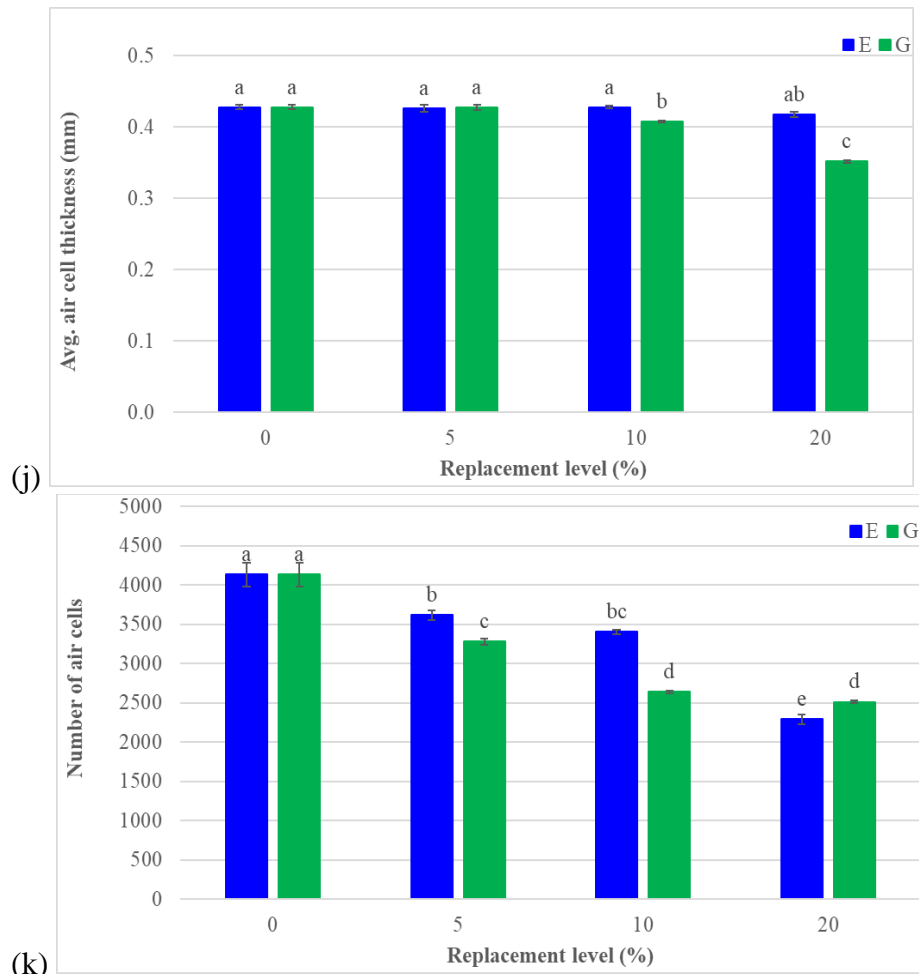 0.5
E G
a a a a a ab
b
c
0.4
0.3
0.2
0.1
0.0
Avg. air cell thickness (mm)
0 5 10 20
Replacement level (%)
(j)
5000
E G
4500
a a
4000
b bc
3500
c
3000
d d
e
2500
2000
1500
1000
500
0
Number of air cells
0 5 10 20
Replacement level (%)
(k)